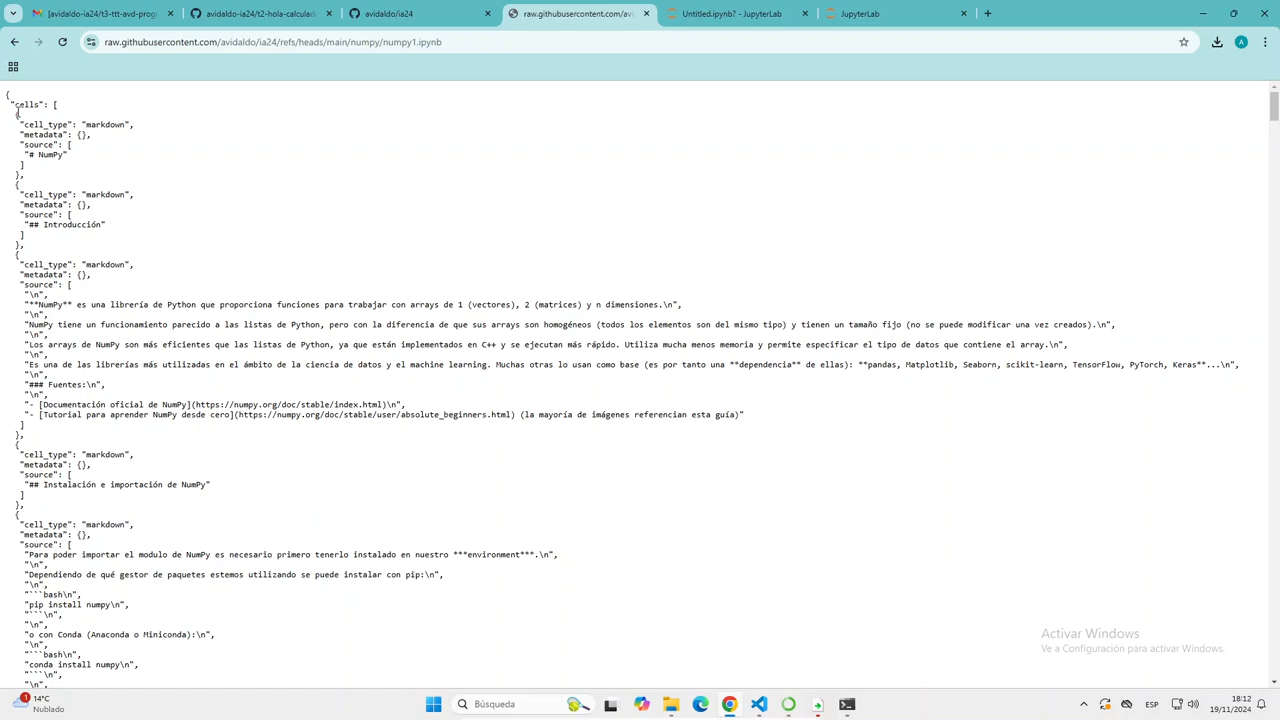 avidaldo-ia24/t3-ttt-avd-prog
avidaldo-ia24/t2-hola-calculad
avidaldo/ia24
raw.githubusercontent.com/avi
Untitled.ipynb? - JupyterLab
JupyterLab
raw.githubusercontent.com/avidaldo/ia24/refs/heads/main/numpy/numpy1.ipynb
A
{
"cells": [
{
"cell_type": "markdown",
"metadata": {},
"source": [
"# NumPy"
]
},
{
"cell_type": "markdown",
"metadata": {},
"source": [
"## Introducción"
]
},
{
"cell_type": "markdown",
"metadata": {},
"source": [
"\n",
"**NumPy** es una librería de Python que proporciona funciones para trabajar con arrays de 1 (vectores), 2 (matrices) y n dimensiones.\n",
"\n",
"NumPy tiene un funcionamiento parecido a las listas de Python, pero con la diferencia de que sus arrays son homogéneos (todos los elementos son del mismo tipo) y tienen un tamaño fijo (no se puede modificar una vez creados).\n",
"\n",
"Los arrays de NumPy son más eficientes que las listas de Python, ya que están implementados en C++ y se ejecutan más rápido. Utiliza mucha menos memoria y permite especificar el tipo de datos que contiene el array.\n",
"\n",
"Es una de las librerías más utilizadas en el ámbito de la ciencia de datos y el machine learning. Muchas otras lo usan como base (es por tanto una **dependencia** de ellas): **pandas, Matplotlib, Seaborn, scikit-learn, TensorFlow, PyTorch, Keras**...\n",
"\n",
"### Fuentes:\n",
"\n",
"- [Documentación oficial de NumPy](https://numpy.org/doc/stable/index.html)\n",
"- [Tutorial para aprender NumPy desde cero](https://numpy.org/doc/stable/user/absolute_beginners.html) (la mayoría de imágenes referencian esta guía)"
]
},
{
"cell_type": "markdown",
"metadata": {},
"source": [
"## Instalación e importación de NumPy"
]
},
{
"cell_type": "markdown",
"metadata": {},
"source": [
"Para poder importar el modulo de NumPy es necesario primero tenerlo instalado en nuestro ***environment***.\n",
"\n",
"Dependiendo de qué gestor de paquetes estemos utilizando se puede instalar con pip:\n",
"\n",
"```bash\n",
"pip install numpy\n",
"```\n",
"\n",
"o con Conda (Anaconda o Miniconda):\n",
"\n",
"```bash\n",
"conda install numpy\n",
"```\n",
"\n",
Activar Windows
Ve a Configuración para activar Windows.
1
14°C
Nublado
Búsqueda
ESP
18:12
19/11/2024